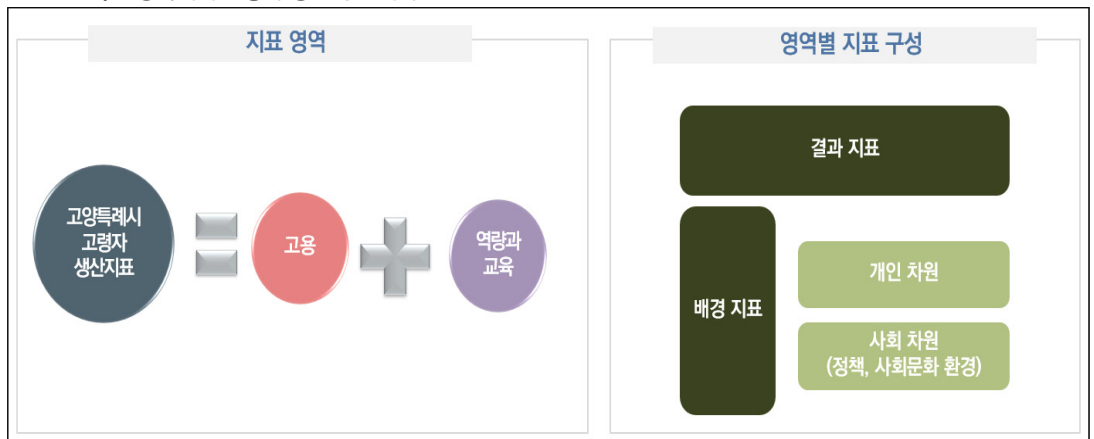 지표 영역
고양특례시
고령자
생산지표
고용
역량과
교육
영역별 지표 구성
결과 지표
배경 지표
개인 차원
사회 차원
(정책, 사회문화 환경)